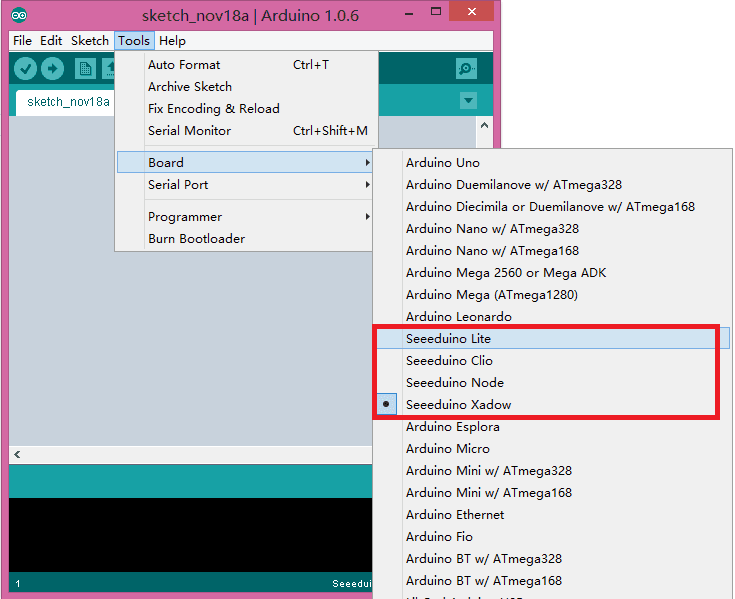 sketch_nov18a | Arduino 1.0.6
File Edit Sketch Tools Help
sketch_nov18a
Auto Format Ctrl+T
Archive Sketch
Fix Encoding & Reload
Serial Monitor Ctrl+Shift+M
Board
Serial Port
Programmer
Burn Bootloader
Arduino Uno
Arduino Duemilanove w/ ATmega328
Arduino Diecimila or Duemilanove w/ ATmega168
Arduino Nano w/ ATmega328
Arduino Nano w/ ATmega168
Arduino Mega 2560 or Mega ADK
Arduino Mega (ATmega1280)
Arduino Leonardo
Seeeduino Lite
Seeeduino Clio
Seeeduino Node
Seeeduino Xadow
Arduino Esplora
Arduino Micro
Arduino Mini w/ ATmega328
Arduino Mini w/ ATmega168
Arduino Ethernet
Arduino Fio
Arduino BT w/ ATmega328
Arduino BT w/ ATmega168
1 Seeedui